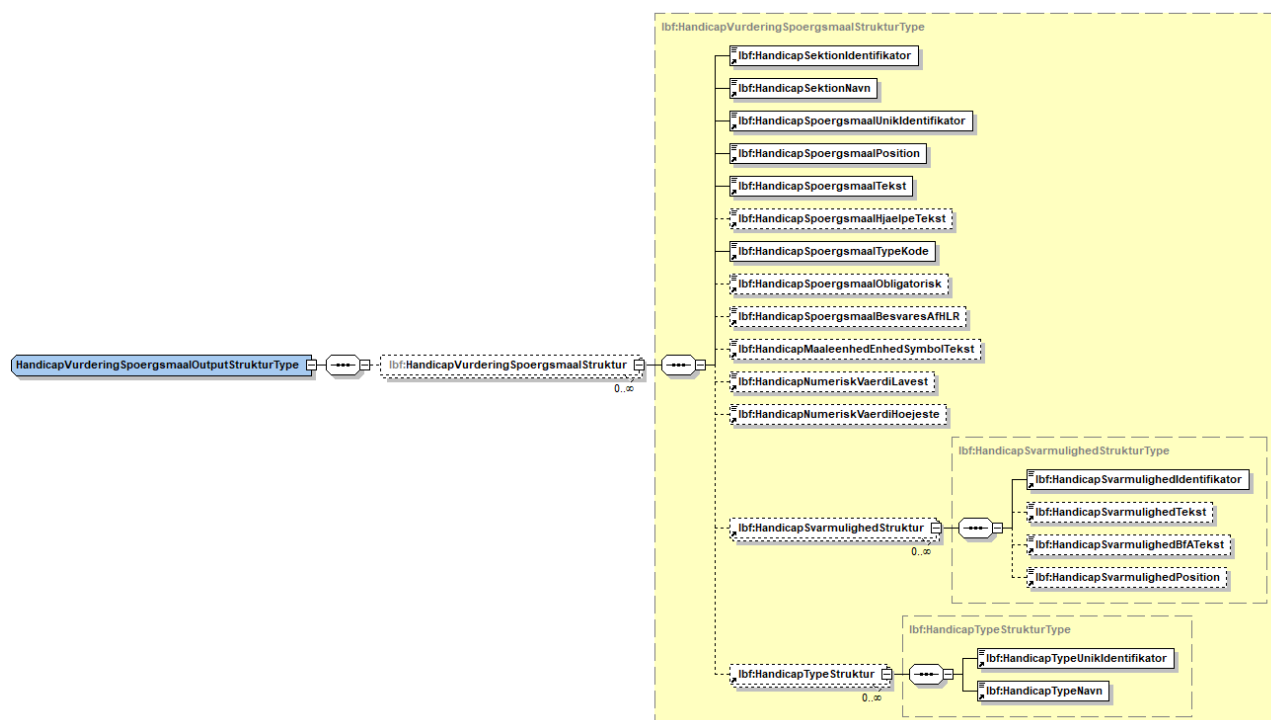 lbf:HandicapVurderingSpoergsmaalStrukturType
lbf:HandicapSektionIdentifikator
lbf:HandicapSektionNavn
lbf:HandicapSpoergsmaalUnikIdentifikator
lbf:HandicapSpoergsmaalPosition
lbf:HandicapSpoergsmaalTekst
lbf:HandicapSpoergsmaalHjaelpeTekst
lbf:HandicapSpoergsmaalTypeKode
lbf:HandicapSpoergsmaalObligatorisk
lbf:HandicapSpoergsmaalBesvaresAfHLR
HandicapVurderingSpoergsmaalOutputStrukturType
lbf:HandicapVurderingSpoergsmaalStruktur
0..∞
lbf:HandicapMaaleenhedEnhedSymbolTekst
lbf:HandicapNumeriskVaerdiLavest
lbf:HandicapNumeriskVaerdiHoejeste
lbf:HandicapSvarmulighedStruktur
0..∞
lbf:HandicapSvarmulighedStrukturType
lbf:HandicapSvarmulighedIdentifikator
lbf:HandicapSvarmulighedTekst
lbf:HandicapSvarmulighedBfATekst
lbf:HandicapSvarmulighedPosition
lbf:HandicapTypeStruktur
0..∞
lbf:HandicapTypeStrukturType
lbf:HandicapTypeUnikIdentifikator
lbf:HandicapTypeNavn